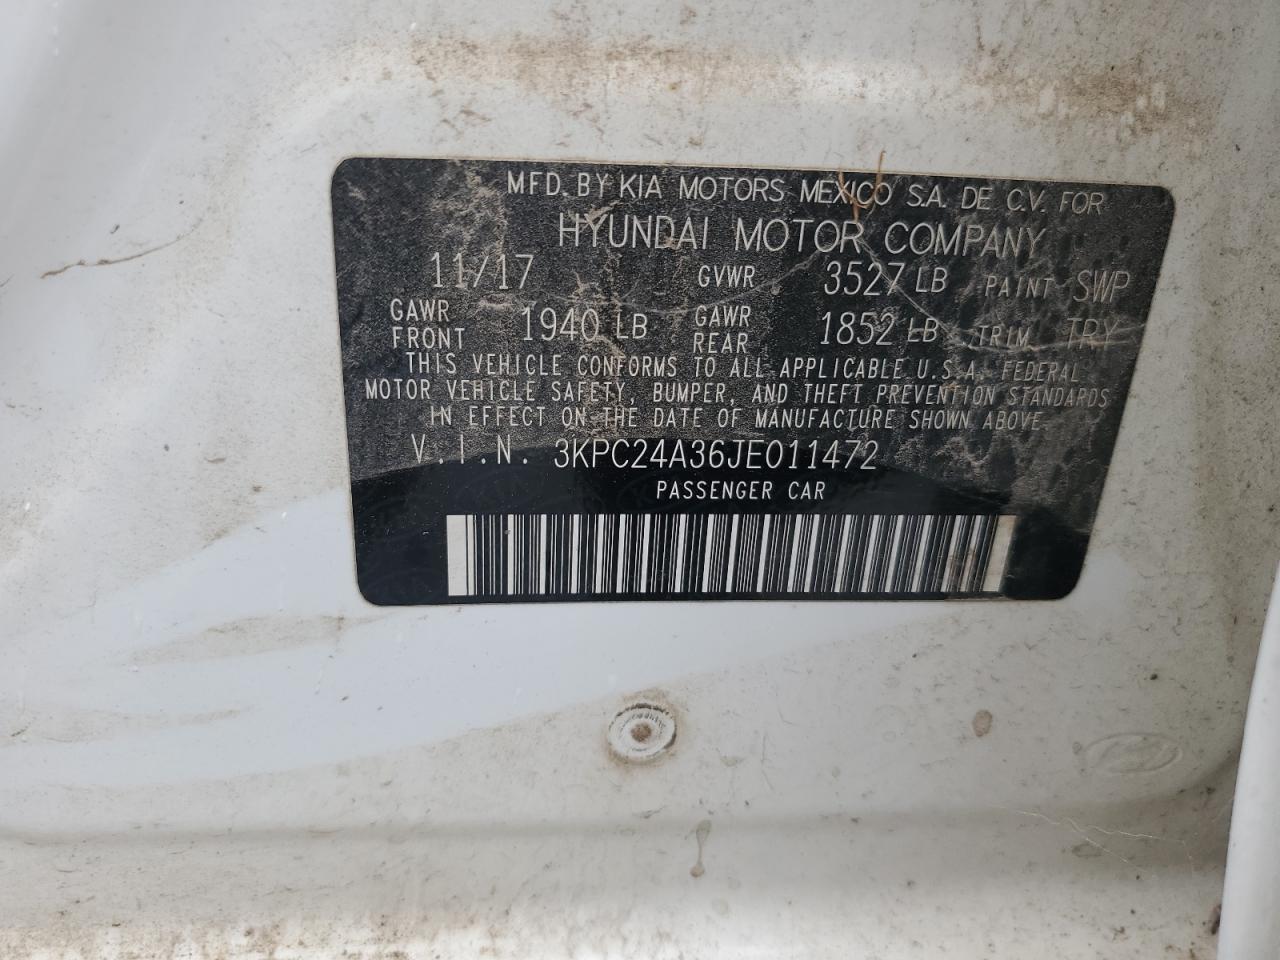 MFD. BY KIA MOTORS MEXICO S.A. DE C.V. FOR
HYUNDAI MOTOR COMPANY
11/17 GVWR 3527 LB PAINT SWP
GAWR FRONT 1940 LB GAWR REAR 1852 LB TRIM TRY
THIS VEHICLE CONFORMS TO ALL APPLICABLE U.S.A. FEDERAL
MOTOR VEHICLE SAFETY, BUMPER, AND THEFT PREVENTION STANDARDS
IN EFFECT ON THE DATE OF MANUFACTURE SHOWN ABOVE.
V.I.N. 3KPC24A36JE011472
PASSENGER CAR